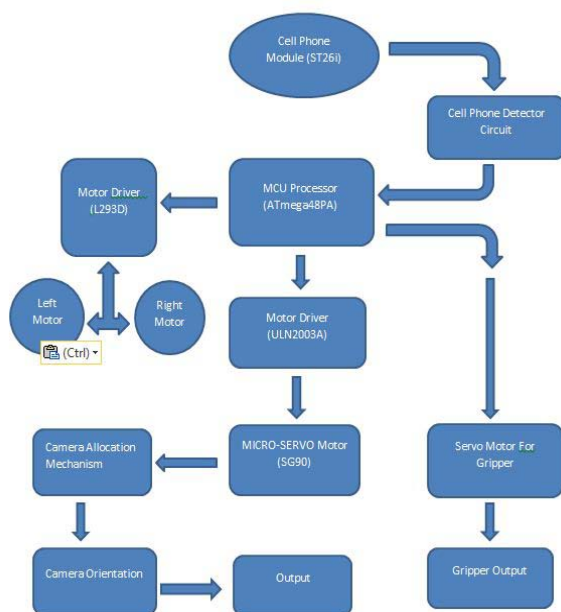 Cell Phone
Module (ST26i)
Cell Phone Detector
Circuit
Motor Driver
(L293D)
MCU Processor
(ATmega48PA)
Left
Motor
Right
Motor
(Ctrl)
Motor Driver
(ULN2003A)
Camera Allocation
Mechanism
MICRO-SERVO Motor
(SG90)
Servo Motor For
Gripper
Camera Orientation
Output
Gripper Output